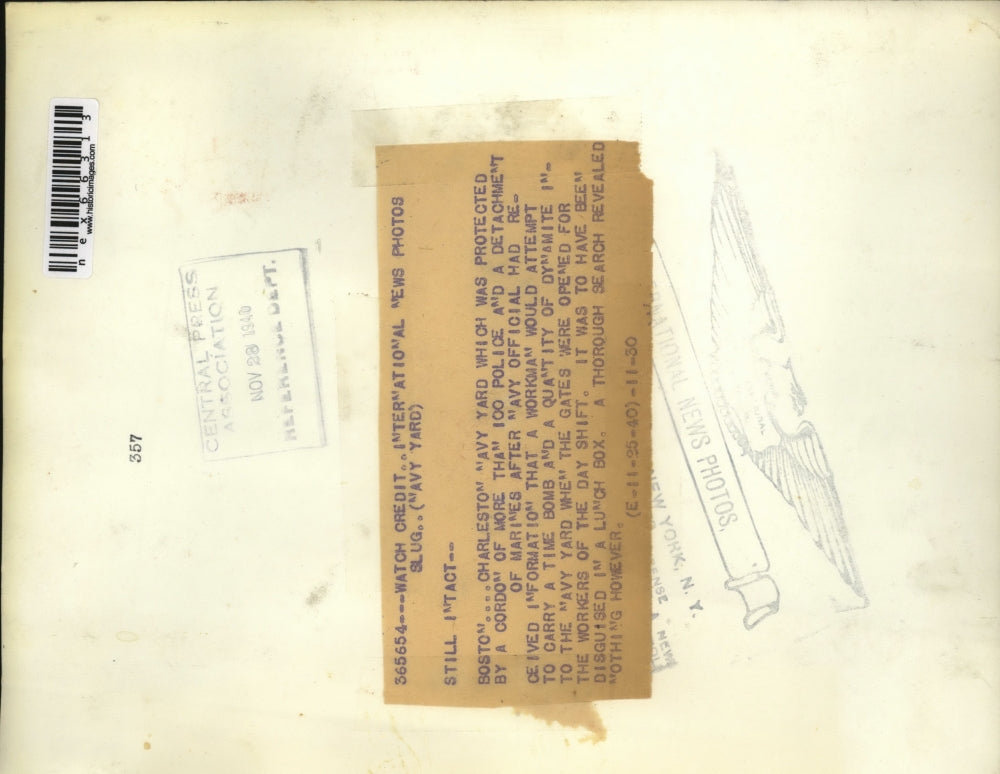 365654---WATCH CREDIT..INTERNATIONAL NEWS PHOTOS
SLUG..(NAVY YARD)
STILL INTACT--
BOSTON....CHARLESTON NAVY YARD WHICH WAS PROTECTED
BY A CORDON OF MORE THAN 100 POLICE AND A DETACHMENT
OF MARINES AFTER NAVY OFFICIAL HAD RE-
CEIVED INFORMATION THAT A WORKMAN WOULD ATTEMPT
TO CARRY A TIME BOMB AND A QUANTITY OF DYNAMITE IN-
TO THE NAVY YARD WHEN THE GATES WERE OPENED FOR
THE WORKERS OF THE DAY SHIFT. IT WAS TO HAVE BEEN
DISGUISED IN A LUNCH BOX. A THOROUGH SEARCH REVEALED
NOTHING HOWEVER. (E-11-25-40)-11-30
CENTRAL PRESS
ASSOCIATION
NOV 28 1940
REFERENCE DEPT.
357
nex66313
www.historicimages.com
NEWS PHOTOS
NEW YORK, N. Y.